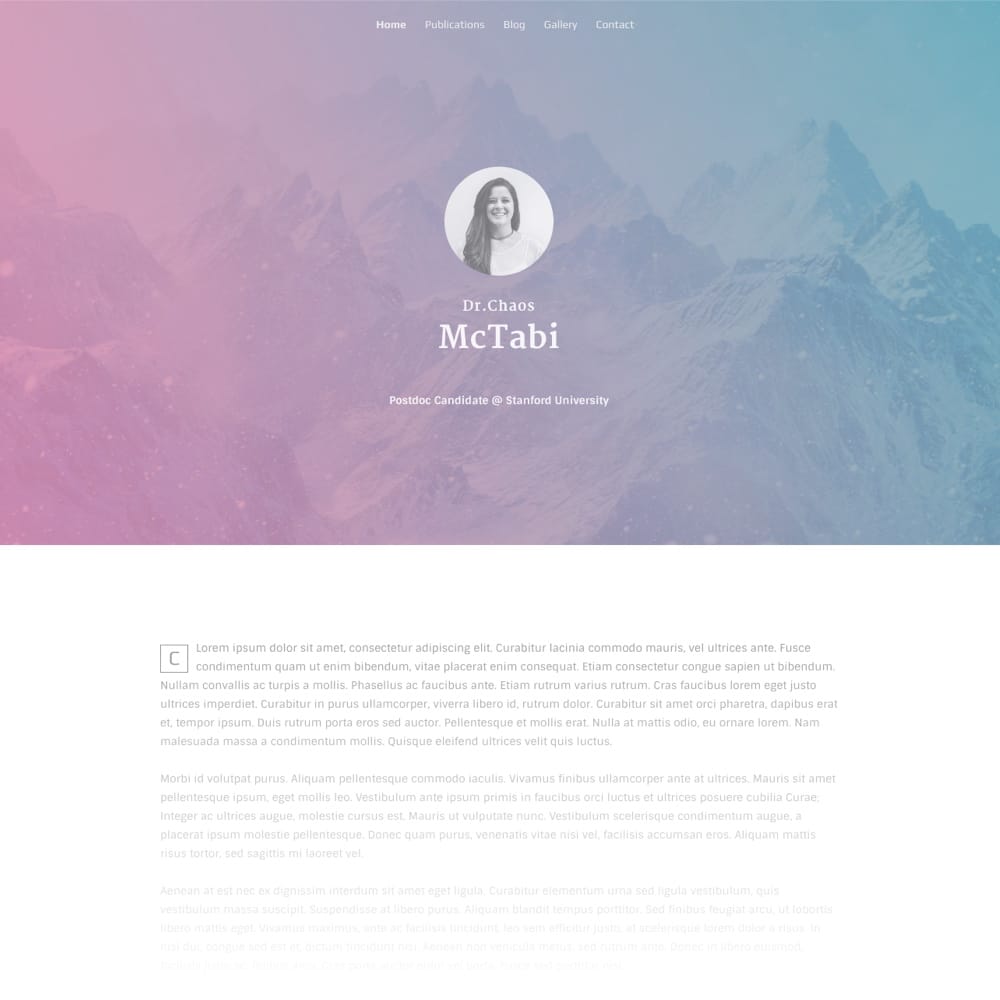 Home Publications Blog Gallery Contact
Dr.Chaos
McTabi
Postdoc Candidate @ Stanford University
C Lorem ipsum dolor sit amet, consectetur adipiscing elit. Curabitur lacinia commodo mauris, vel ultrices ante. Fusce
condimentum quam ut enim bibendum, vitae placerat enim consequat. Etiam consectetur congue sapien ut bibendum.
Nullam convallis ac turpis a mollis. Phasellus ac faucibus ante. Etiam rutrum varius rutrum. Cras faucibus lorem eget justo
ultrices imperdiet. Curabitur in purus ullamcorper, viverra libero id, rutrum dolor. Curabitur sit amet orci pharetra, dapibus erat
et, tempor ipsum. Duis rutrum porta eros sed auctor. Pellentesque et mollis erat. Nulla at mattis odio, eu ornare lorem. Nam
malesuada massa a condimentum mollis. Quisque eleifend ultrices velit quis luctus.
Morbi id volutpat purus. Aliquam pellentesque commodo iaculis. Vivamus finibus ullamcorper ante at ultrices. Mauris sit amet
pellentesque ipsum, eget mollis leo. Vestibulum ante ipsum primis in faucibus orci luctus et ultrices posuere cubilia Curae;
Integer ac ultrices augue, molestie cursus est. Mauris ut vulputate nunc. Vestibulum scelerisque condimentum augue, a
placerat ipsum molestie pellentesque. Donec quam purus, venenatis vitae nisi vel, facilisis accumsan eros. Aliquam mattis
risus tortor, sed sagittis mi laoreet vel.
Aenean at est nec ex dignissim interdum sit amet eget ligula. Curabitur elementum urna sed ligula vestibulum, quis
vestibulum massa suscipit. Suspendisse at libero purus. Aliquam blandit tempus porttitor. Sed finibus feugiat arcu, ut lobortis
libero mattis eget. Vivamus maximus, ante ac facilisis tincidunt, leo sem efficitur justo, at scelerisque lorem dolor a risus. In
nisi dui, congue sed est et, dictum tincidunt nisi. Aenean non vehicula metus, sed rutrum ante. Donec in libero euismod,